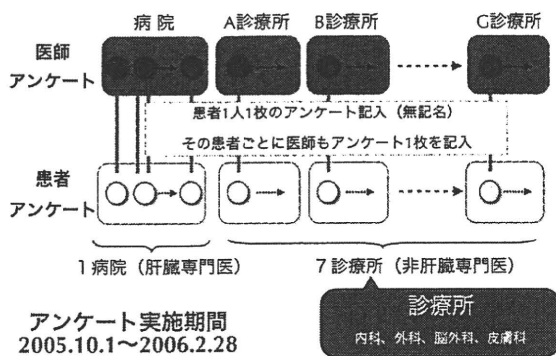 病 院 A診療所 B診療所 G診療所
医師
アンケート
患者1人1枚のアンケート記入（無記名）
その患者ごとに医師もアンケート1枚を記入
患者
アンケート
1 病院（肝臓専門医） 7 診療所（非肝臓専門医）
診療所
内科、外科、脳外科、皮膚科
アンケート実施期間
2005.10.1〜2006.2.28